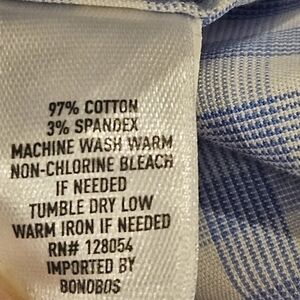 97% COTTON
3% SPANDEX
MACHINE WASH WARM
NON-CHLORINE BLEACH
IF NEEDED
TUMBLE DRY LOW
WARM IRON IF NEEDED
RN# 128054
IMPORTED BY
BONOBOS